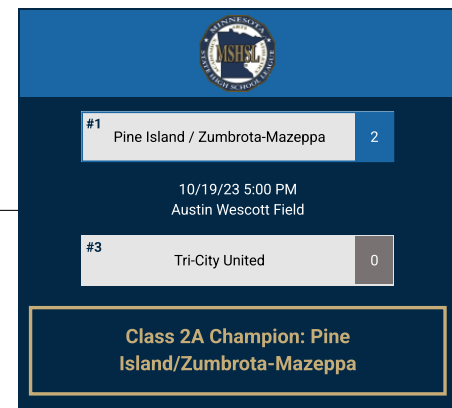 MINNESOTA
MSHSL
STATE HIGH SCHOOL LEAGUE
#1
Pine Island / Zumbrota-Mazeppa 2
10/19/23 5:00 PM
Austin Wescott Field
#3
Tri-City United 0
Class 2A Champion: Pine
Island/Zumbrota-Mazeppa